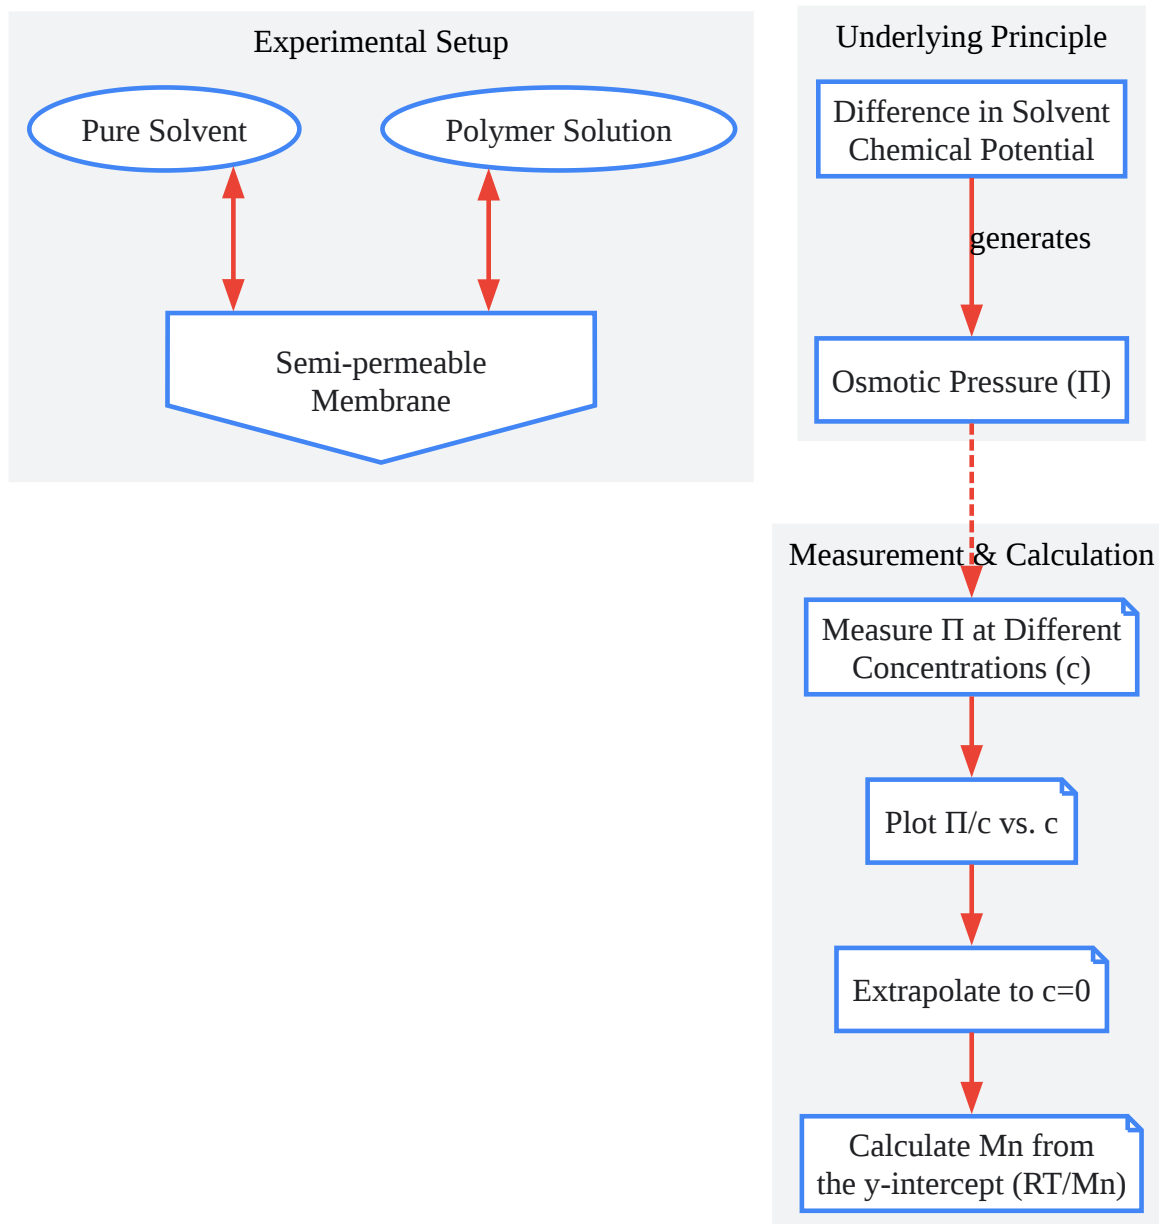 Experimental Setup
Pure Solvent
Polymer Solution
Semi-permeable
Membrane
Underlying Principle
Difference in Solvent
Chemical Potential
generates
Osmotic Pressure (Π)
Measurement & Calculation
Measure Π at Different
Concentrations (c)
Plot Π/c vs. c
Extrapolate to c=0
Calculate Mn from
the y-intercept (RT/Mn)